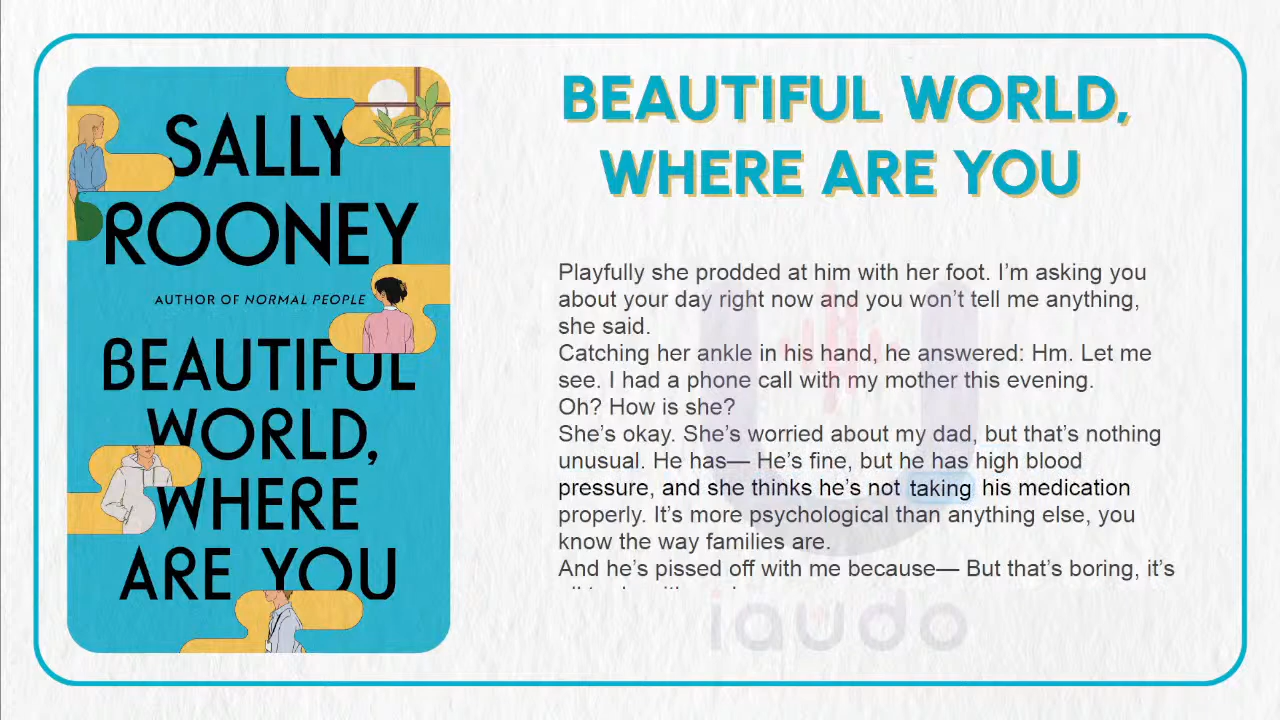 SALLY
ROONEY
AUTHOR OF NORMAL PEOPLE
BEAUTIFUL
WORLD,
WHERE
ARE YOU
BEAUTIFUL WORLD,
WHERE ARE YOU
Playfully she prodded at him with her foot. I’m asking you
about your day right now and you won’t tell me anything,
she said.
Catching her ankle in his hand, he answered: Hm. Let me
see. I had a phone call with my mother this evening.
Oh? How is she?
She’s okay. She’s worried about my dad, but that’s nothing
unusual. He has— He’s fine, but he has high blood
pressure, and she thinks he’s not taking his medication
properly. It’s more psychological than anything else, you
know the way families are.
And he’s pissed off with me because— But that’s boring, it’s
iaudo